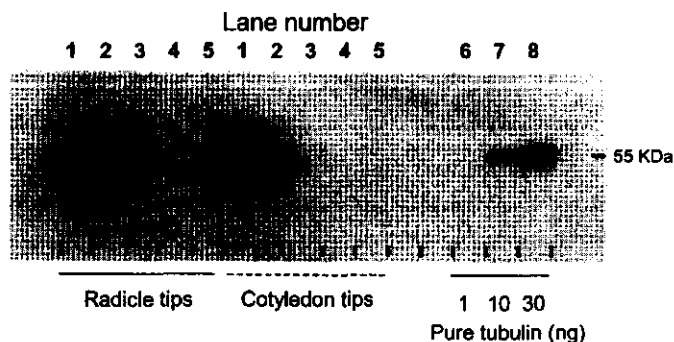 Lane number
1 2 3 4 5 1 2 3 4 5 6 7 8
55 KDa
Radicle tips Cotyledon tips 1 10 30
Pure tubulin (ng)